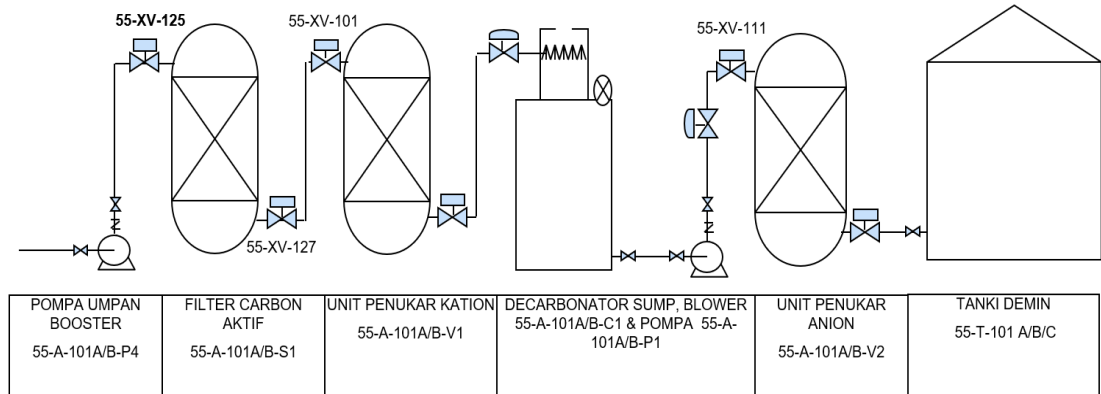 55-XV-125
55-XV-101
55-XV-111
55-XV-127
POMPA UMPAN
BOOSTER
55-A-101A/B-P4
FILTER CARBON
AKTIF
55-A-101A/B-S1
UNIT PENUKAR KATION
55-A-101A/B-V1
DECARBONATOR SUMP, BLOWER
55-A-101A/B-C1 & POMPA 55-A-
101A/B-P1
UNIT PENUKAR
ANION
55-A-101A/B-V2
TANKI DEMIN
55-T-101 A/B/C